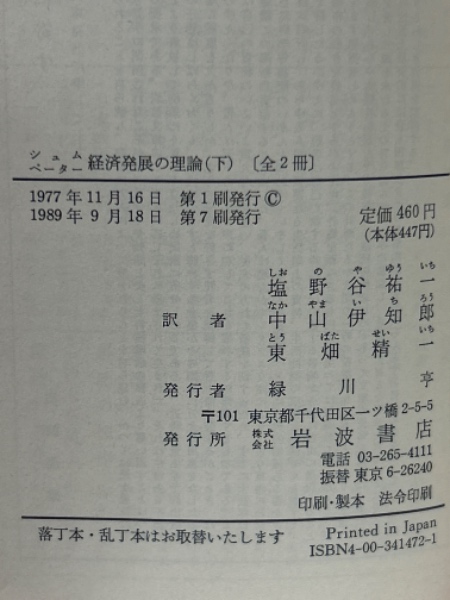 シュムペーター 経済発展の理論(下) 〔全2冊〕
1977年11月16日 第1刷発行©
1989年9月18日 第7刷発行
定価460円
(本体447円)
しお の や ゆう いち
塩野谷祐一
なか やま い ち ろう
訳者 中山伊知郎
とう ばた せい いち
東畑精一
発行者 緑川亨
〒101 東京都千代田区一ツ橋2-5-5
発行所 株式会社 岩波書店
電話 03-265-4111
振替 東京6-26240
印刷・製本 法令印刷
落丁本・乱丁本はお取替いたします
Printed in Japan
ISBN4-00-341472-1